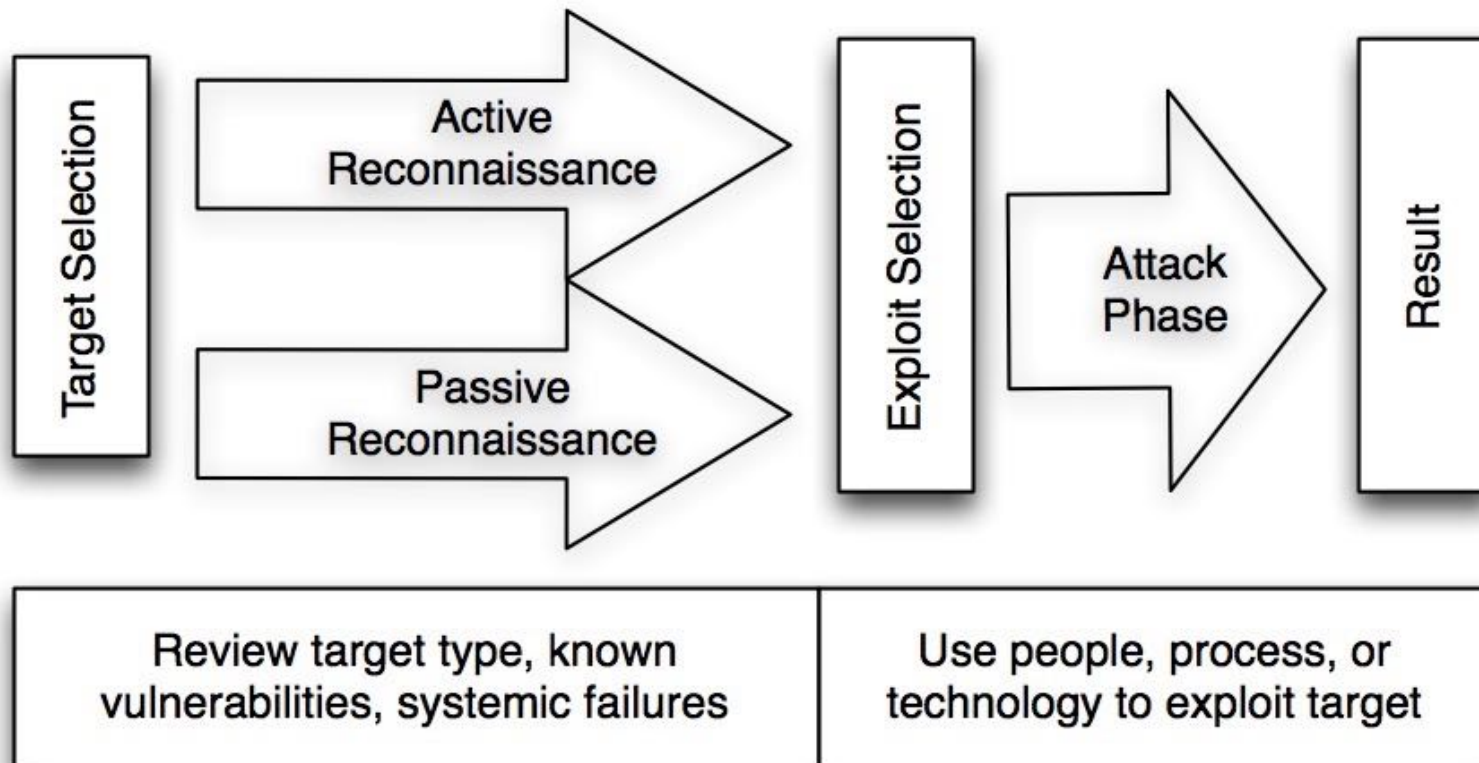 Target Selection
Active
Reconnaissance
Passive
Reconnaissance
Exploit Selection
Attack
Phase
Result
Review target type, known
vulnerabilities, systemic failures
Use people, process, or
technology to exploit target